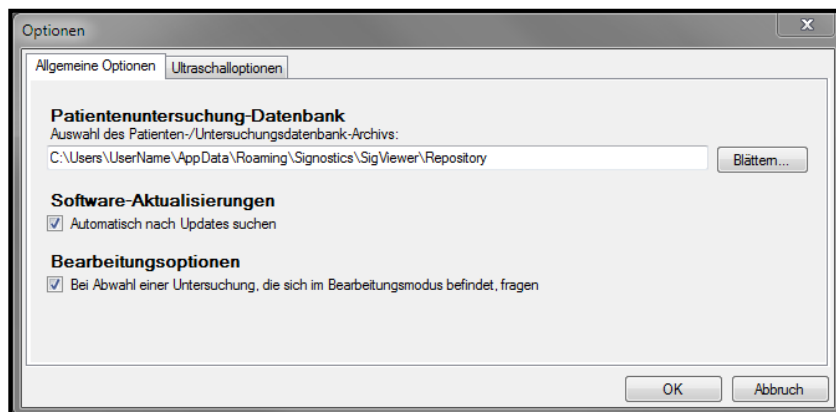 Optionen
Allgemeine Optionen Ultraschalloptionen
Patientenuntersuchung-Datenbank
Auswahl des Patienten-/Untersuchungsdatenbank-Archivs:
C:\Users\UserName\AppData\Roaming\Signostics\SigViewer\Repository Blättern...
Software-Aktualisierungen
Automatisch nach Updates suchen
Bearbeitungsoptionen
Bei Abwahl einer Untersuchung, die sich im Bearbeitungsmodus befindet, fragen
OK Abbruch